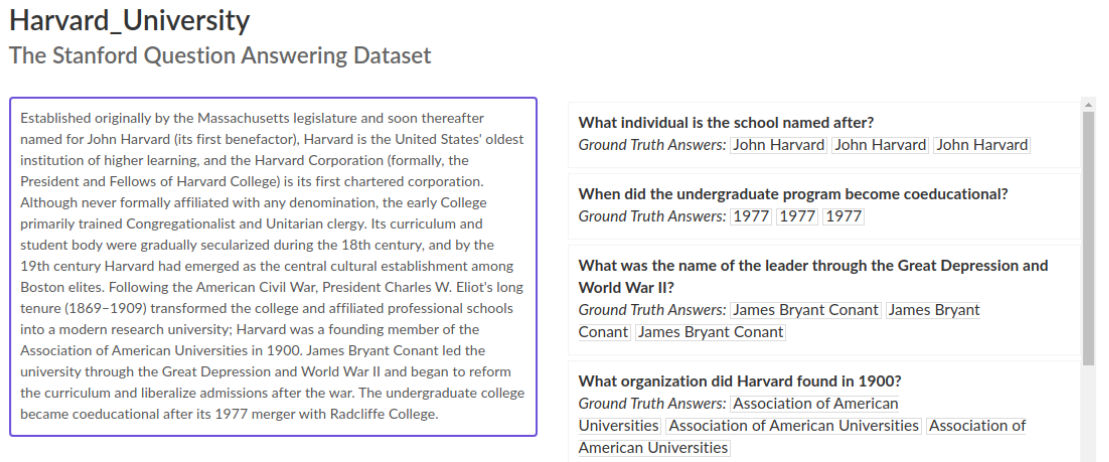 Harvard_University
The Stanford Question Answering Dataset
Established originally by the Massachusetts legislature and soon thereafter
named for John Harvard (its first benefactor), Harvard is the United States' oldest
institution of higher learning, and the Harvard Corporation (formally, the
President and Fellows of Harvard College) is its first chartered corporation.
Although never formally affiliated with any denomination, the early College
primarily trained Congregationalist and Unitarian clergy. Its curriculum and
student body were gradually secularized during the 18th century, and by the
19th century Harvard had emerged as the central cultural establishment among
Boston elites. Following the American Civil War, President Charles W. Eliot's long
tenure (1869–1909) transformed the college and affiliated professional schools
into a modern research university; Harvard was a founding member of the
Association of American Universities in 1900. James Bryant Conant led the
university through the Great Depression and World War II and began to reform
the curriculum and liberalize admissions after the war. The undergraduate college
became coeducational after its 1977 merger with Radcliffe College.
What individual is the school named after?
Ground Truth Answers: John Harvard John Harvard John Harvard
When did the undergraduate program become coeducational?
Ground Truth Answers: 1977 1977 1977
What was the name of the leader through the Great Depression and
World War II?
Ground Truth Answers: James Bryant Conant James Bryant
Conant James Bryant Conant
What organization did Harvard found in 1900?
Ground Truth Answers: Association of American
Universities Association of American Universities Association of
American Universities